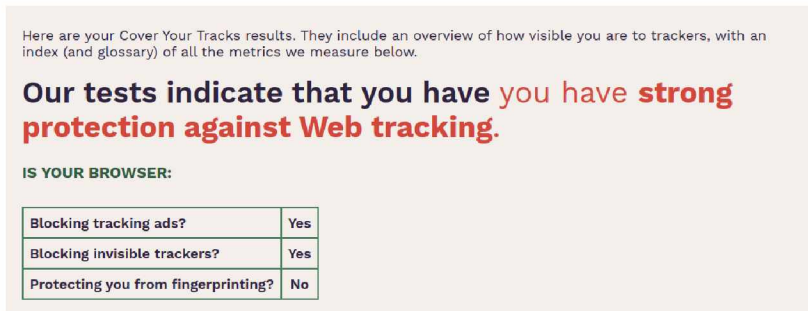 Here are your Cover Your Tracks results. They include an overview of how visible you are to trackers, with an
index (and glossary) of all the metrics we measure below.
Our tests indicate that you have you have strong
protection against Web tracking.
IS YOUR BROWSER:
Blocking tracking ads? Yes
Blocking invisible trackers? Yes
Protecting you from fingerprinting? No